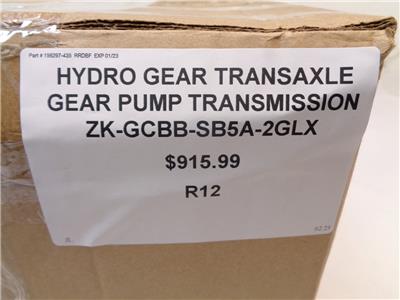 Part # 198297-439 RRDBF EXP 01/23
HYDRO GEAR TRANSAXLE
GEAR PUMP TRANSMISSION
ZK-GCBB-SB5A-2GLX
$915.99
R12